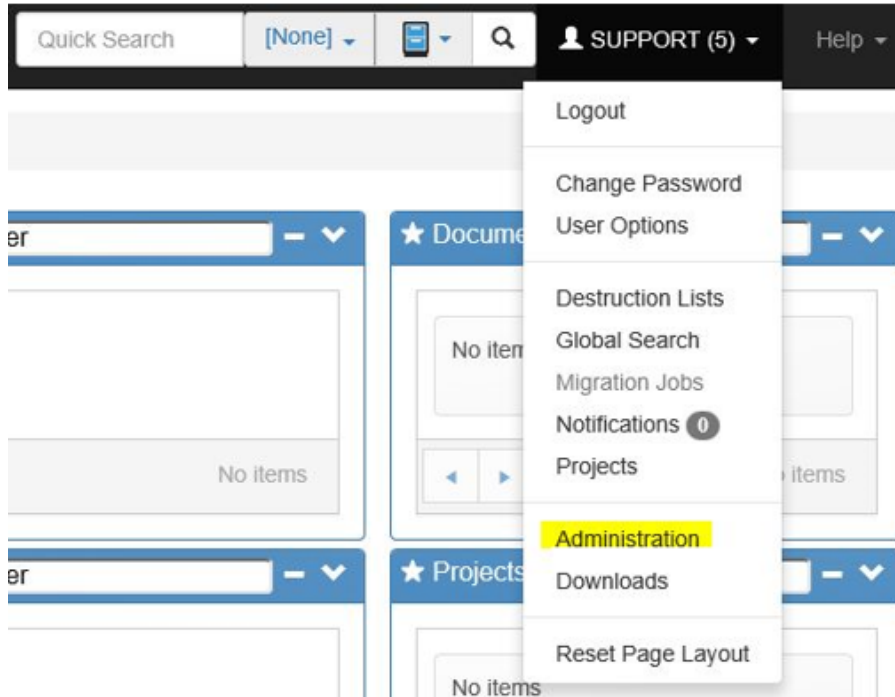 Quick Search [None] SUPPORT (5) Help
Logout
Change Password
User Options
er
Docume
Destruction Lists
Global Search
No item
Migration Jobs
Notifications 0
Projects
No items
items
Administration
Downloads
er
Projects
Reset Page Layout
No items